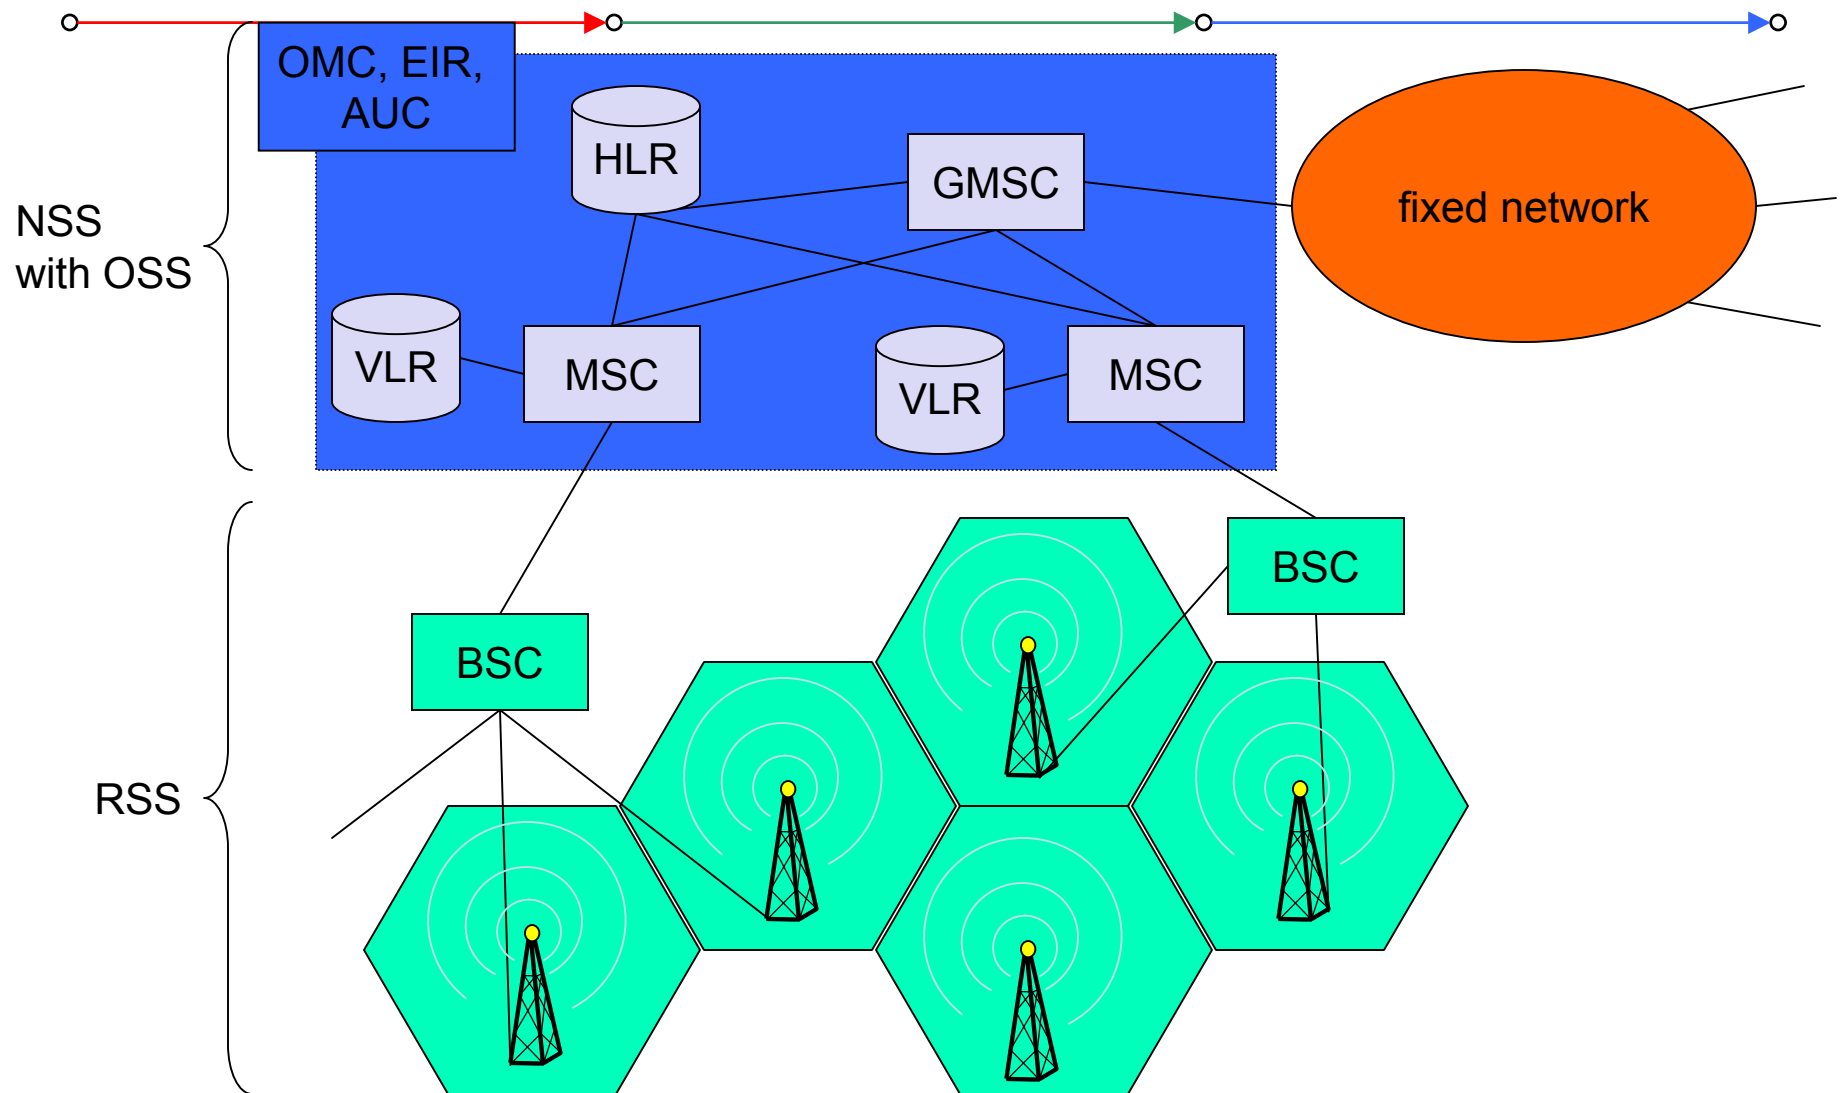 OMC, EIR,
AUC
HLR
GMSC
fixed network
NSS
with OSS
VLR
MSC
VLR
MSC
BSC
BSC
RSS